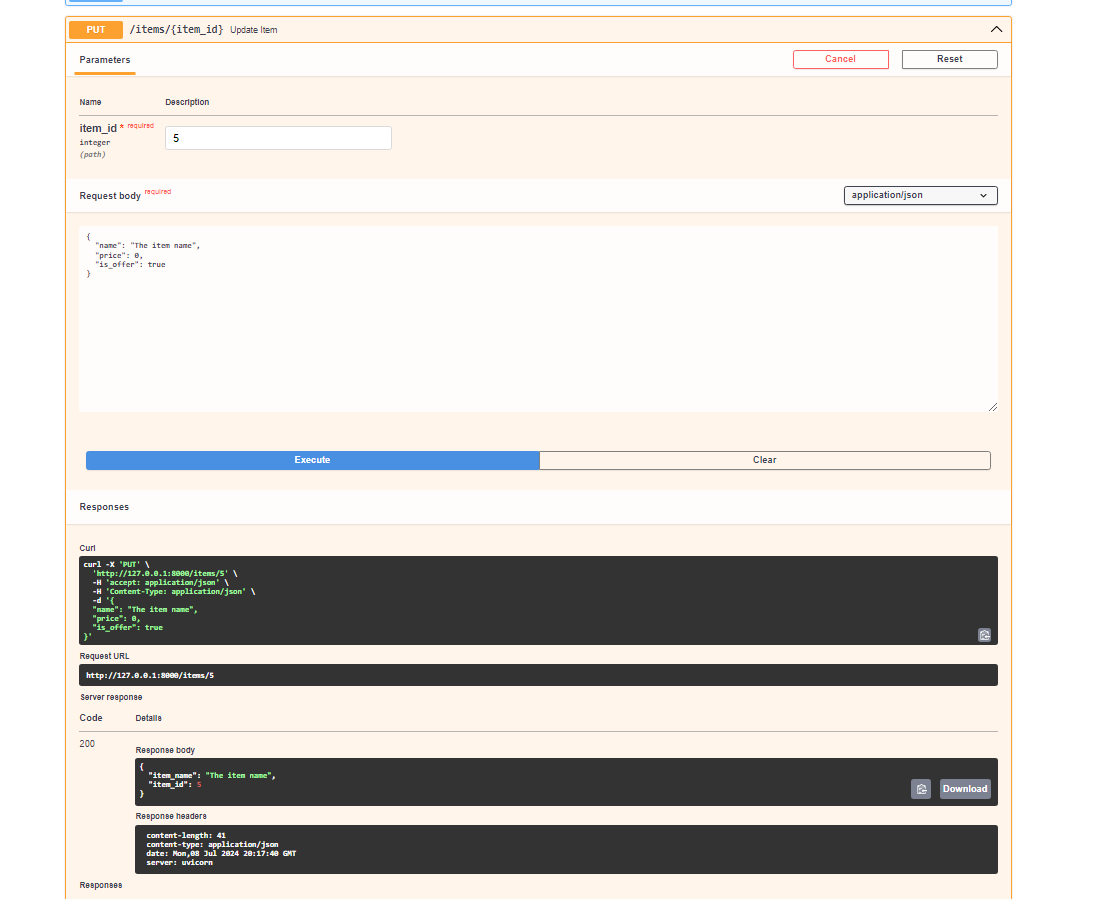 PUT /items/{item_id} Update Item
Parameters
Cancel
Reset
Name Description
item_id * required
integer
(path)
5
Request body required
application/json
{
  "name": "The item name",
  "price": 0,
  "is_offer": true
}
Execute
Clear
Responses
Curl
curl -X 'PUT' \
  'http://127.0.0.1:8000/items/5' \
  -H 'accept: application/json' \
  -H 'Content-Type: application/json' \
  -d '{
  "name": "The item name",
  "price": 0,
  "is_offer": true
}'
Request URL
http://127.0.0.1:8000/items/5
Server response
Code Details
200
Response body
{
  "item_name": "The item name",
  "item_id": 5
}
Download
Response headers
content-length: 41
content-type: application/json
date: Mon,08 Jul 2024 20:17:40 GMT
server: uvicorn
Responses